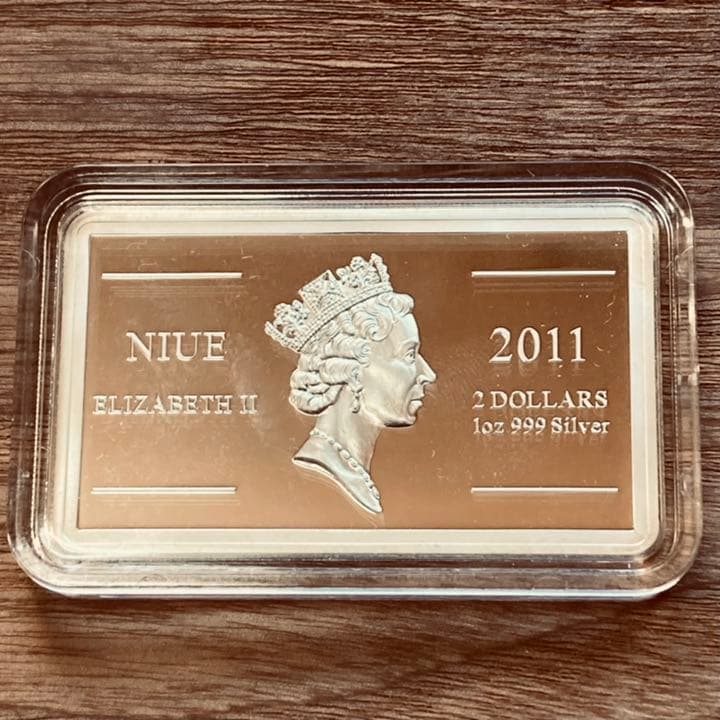 NIUE
ELIZABETH II
2011
2 DOLLARS
1oz 999 Silver